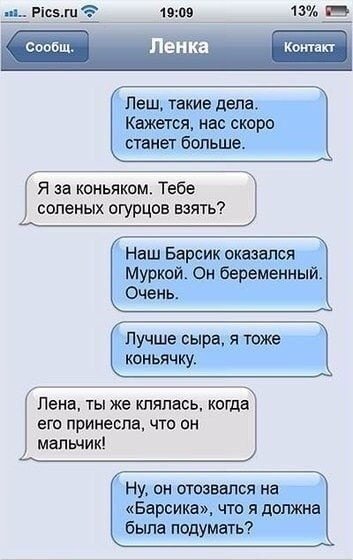 Pics.ru 19:09 13%
Сообщ. Ленка Контакт
Леш, такие дела.
Кажется, нас скоро
станет больше.
Я за коньяком. Тебе
соленых огурцов взять?
Наш Барсик оказался
Муркой. Он беременный.
Очень.
Лучше сыра, я тоже
коньячку.
Лена, ты же клялась, когда
его принесла, что он
мальчик!
Ну, он отозвался на
«Барсика», что я должна
была подумать?